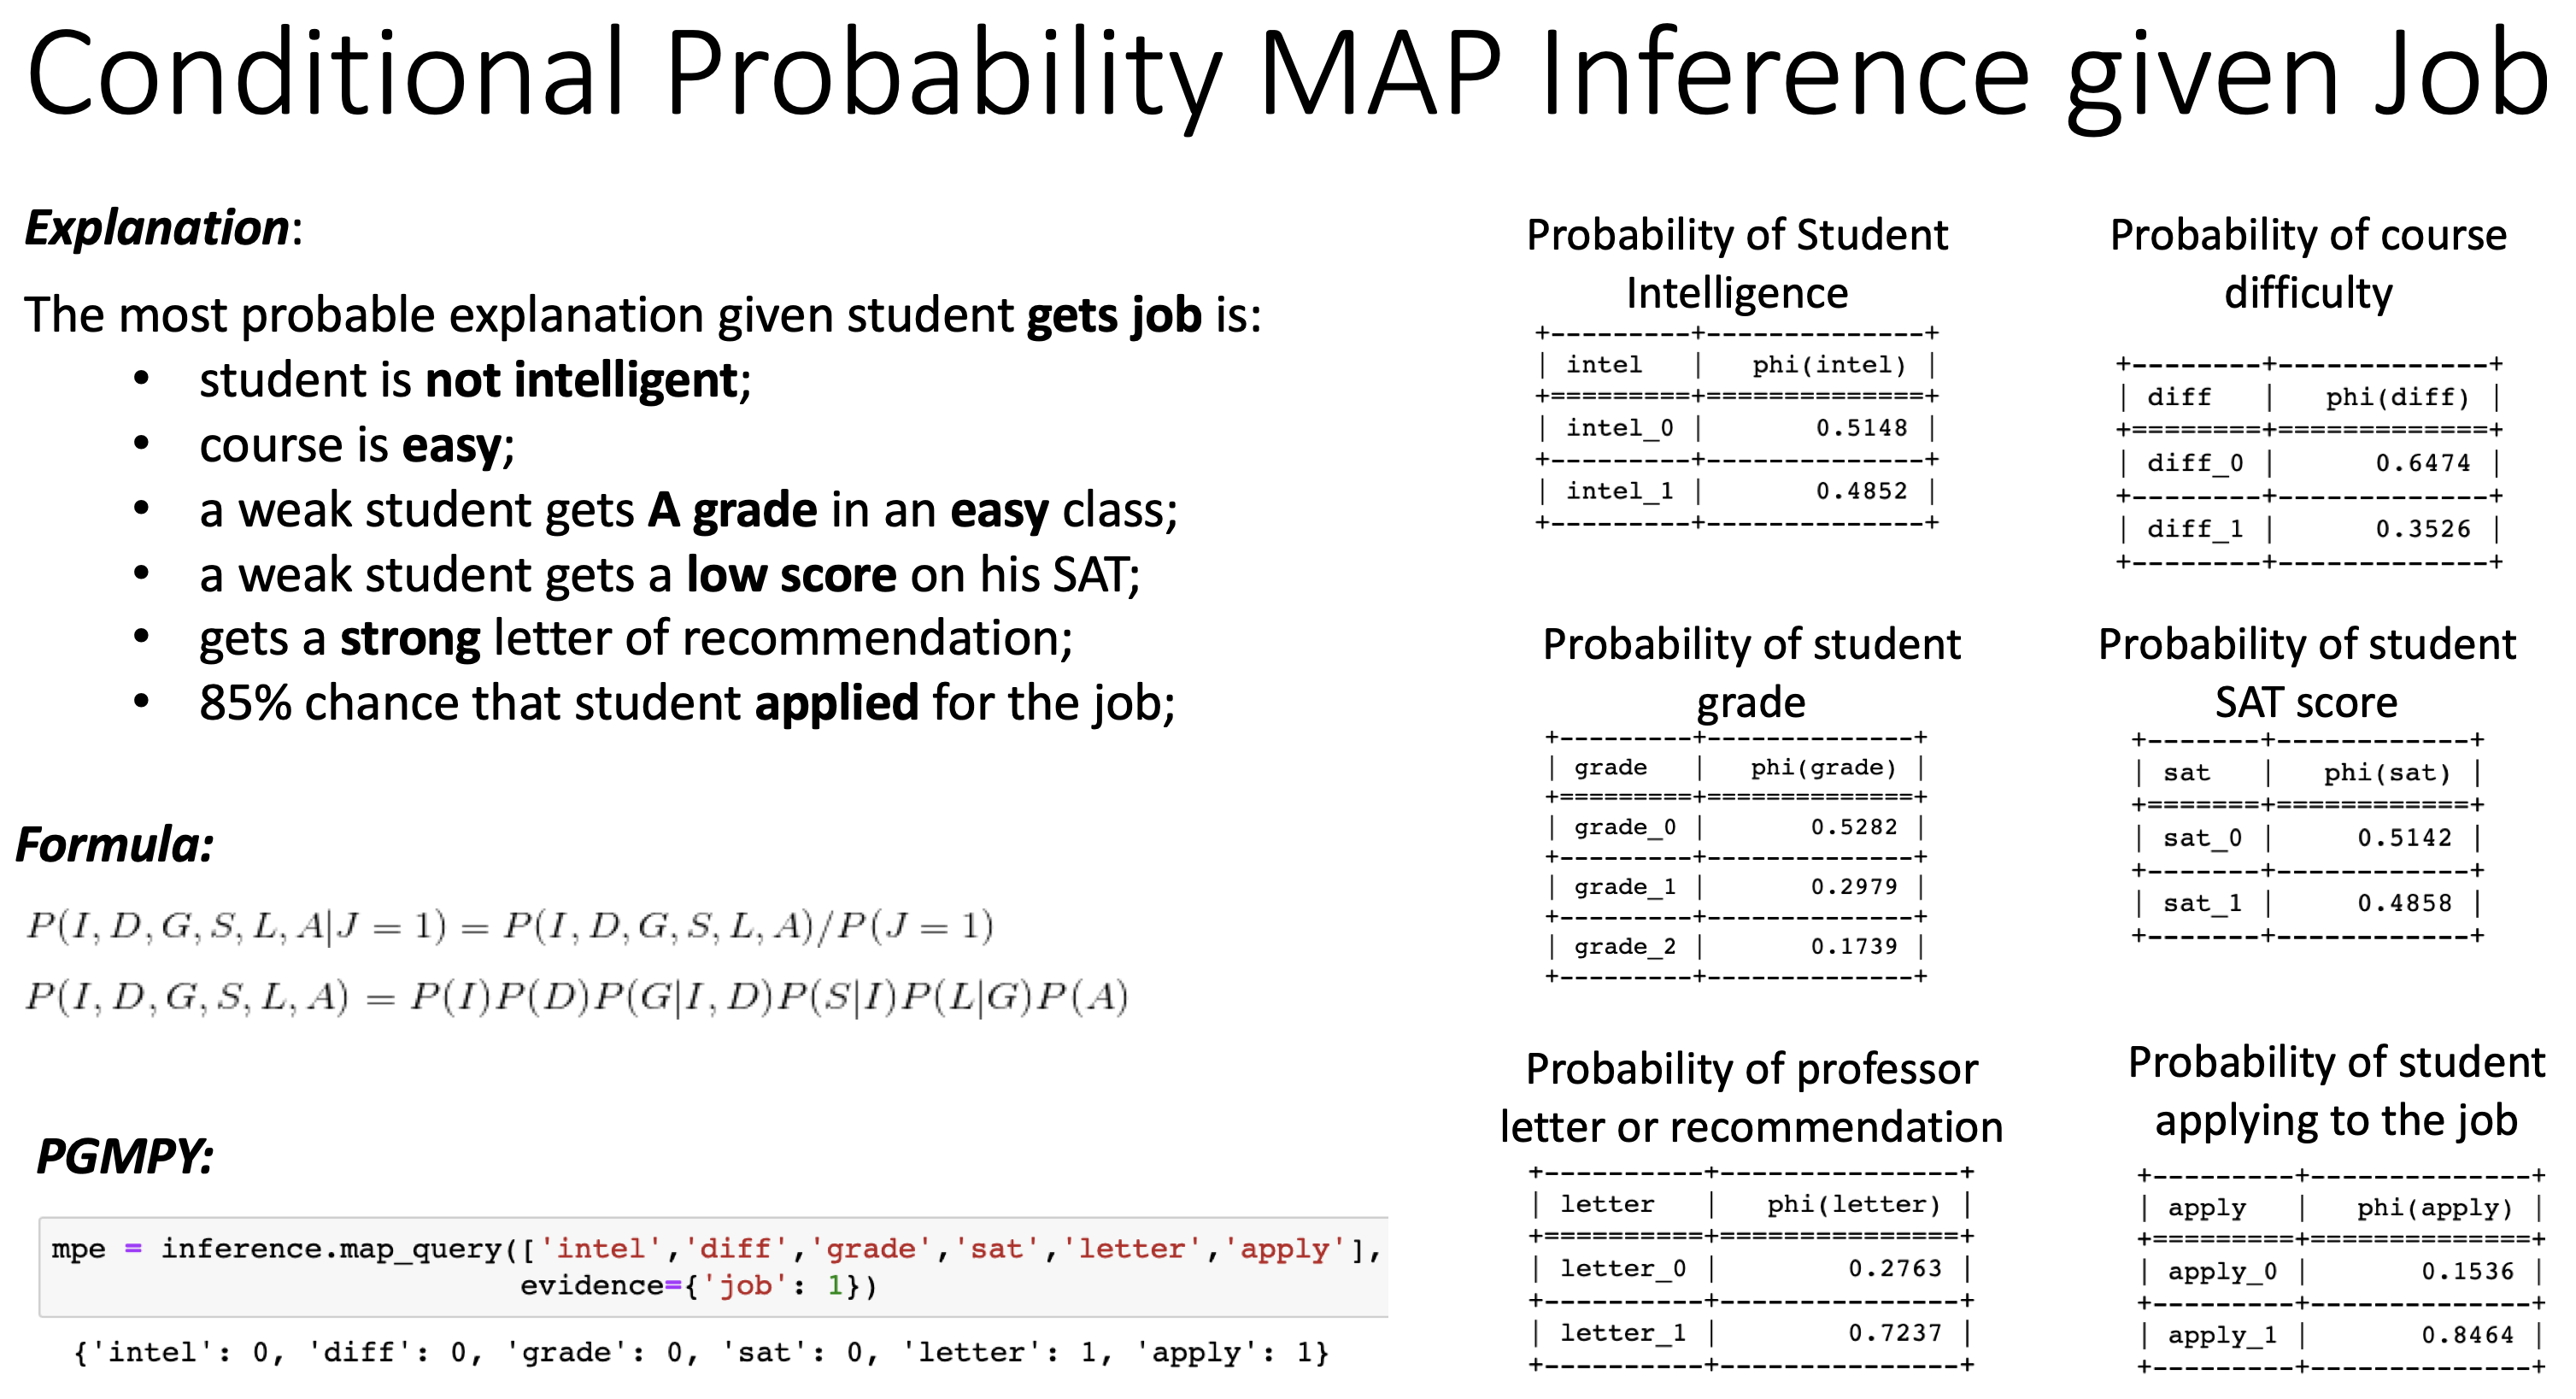 Conditional Probability MAP Inference given Job
Explanation:
The most probable explanation given student gets job is:
• student is not intelligent;
• course is easy;
• a weak student gets A grade in an easy class;
• a weak student gets a low score on his SAT;
• gets a strong letter of recommendation;
• 85% chance that student applied for the job;
Formula:
P(I, D, G, S, L, A|J = 1) = P(I, D, G, S, L, A)/P(J = 1)
P(I, D, G, S, L, A) = P(I)P(D)P(G|I, D)P(S|I)P(L|G)P(A)
PGMPY:
mpe = inference.map_query(['intel','diff','grade','sat','letter','apply'],
evidence={'job': 1})
{'intel': 0, 'diff': 0, 'grade': 0, 'sat': 0, 'letter': 1, 'apply': 1}
Probability of Student
Intelligence
+---------+--------------+
| intel   |   phi(intel) |
+=========+==============+
| intel_0 |       0.5148 |
+---------+--------------+
| intel_1 |       0.4852 |
+---------+--------------+
Probability of course
difficulty
+--------+-------------+
| diff   |   phi(diff) |
+========+=============+
| diff_0 |      0.6474 |
+--------+-------------+
| diff_1 |      0.3526 |
+--------+-------------+
Probability of student
grade
+---------+--------------+
| grade   |   phi(grade) |
+=========+==============+
| grade_0 |       0.5282 |
+---------+--------------+
| grade_1 |       0.2979 |
+---------+--------------+
| grade_2 |       0.1739 |
+---------+--------------+
Probability of student
SAT score
+-------+------------+
| sat   |   phi(sat) |
+=======+============+
| sat_0 |     0.5142 |
+-------+------------+
| sat_1 |     0.4858 |
+-------+------------+
Probability of professor
letter or recommendation
+----------+---------------+
| letter   |   phi(letter) |
+==========+===============+
| letter_0 |        0.2763 |
+----------+---------------+
| letter_1 |        0.7237 |
+----------+---------------+
Probability of student
applying to the job
+---------+--------------+
| apply   |   phi(apply) |
+=========+==============+
| apply_0 |       0.1536 |
+---------+--------------+
| apply_1 |       0.8464 |
+---------+--------------+